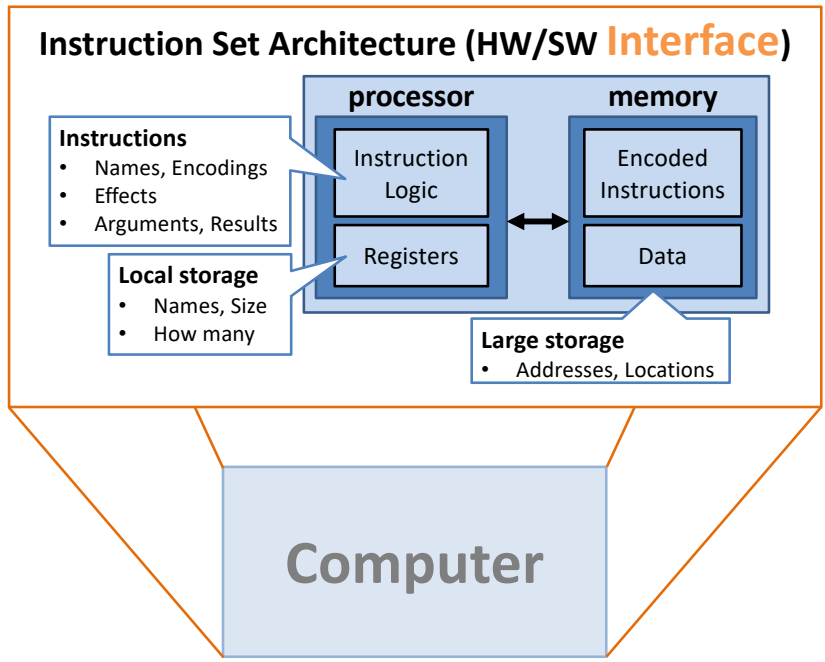 Instruction Set Architecture (HW/SW Interface)
processor
memory
Instructions
• Names, Encodings
• Effects
• Arguments, Results
Instruction
Logic
Encoded
Instructions
Local storage
• Names, Size
• How many
Registers
Data
Large storage
• Addresses, Locations
Computer